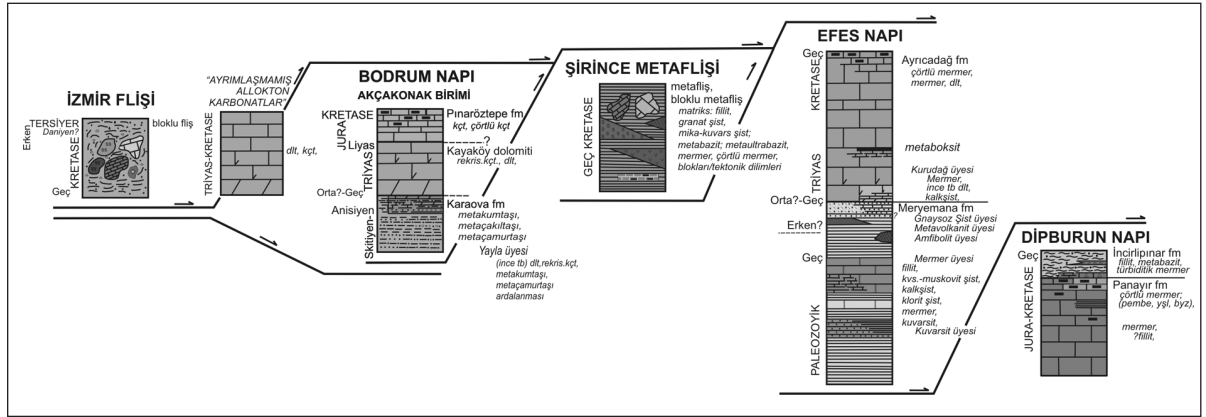 İZMİR FLİŞİ
Erken
TERSİYER
Daniyen?
KRETASE
Geç
bloklu fliş
"AYRIMLAŞMAMIŞ
ALLOKTON
KARBONATLAR"
TRİYAS-KRETASE
dlt, kçt,
BODRUM NAPI
AKÇAKONAK BİRİMİ
KRETASE
JURA-
Liyas
TRİYAS
Orta?-Geç
Anisiyen
Skitiyen-
Pınaröztepe fm
kçt, çörtlü kçt
?
Kayaköy dolomiti
rekris.kçt., dlt,
Karaova fm
metakumtaşı,
metaçakıltaşı,
metaçamurtaşı
Yayla üyesi
(ince tb) dlt,rekris.kçt,
metakumtaşı,
metaçamurtaşı
ardalanması
ŞİRİNCE METAFLİŞİ
GEÇ KRETASE
metafliş,
bloklu metafliş
matriks: fillit,
granat şist,
mika-kuvars şist;
metabazit; metaultrabazit,
mermer, çörtlü mermer,
blokları/tektonik dilimleri
EFES NAPI
Geç
KRETASE
TRİYAS
Orta?-Geç
Erken?
Geç
PALEOZOYİK
Ayrıcadağ fm
çörtlü mermer,
mermer, dlt,
metaboksit
Kurudağ üyesi
Mermer,
ince tb dlt,
kalkşist,
Meryemana fm
?
Graysoz Şist üyesi
Metavolkanit üyesi
Amfibolit üyesi
Mermer üyesi
fillit,
kvs.-muskovit şist,
kalkşist,
klorit şist,
mermer,
kuvarsit,
Kuvarsit üyesi
DİPBURUN NAPI
Geç
JURA-KRETASE
İncirlipınar fm
fillit, metabazit,
türbiditik mermer
Panayır fm
çörtlü mermer;
(pembe, yşl, byz),
mermer,
?fillit,